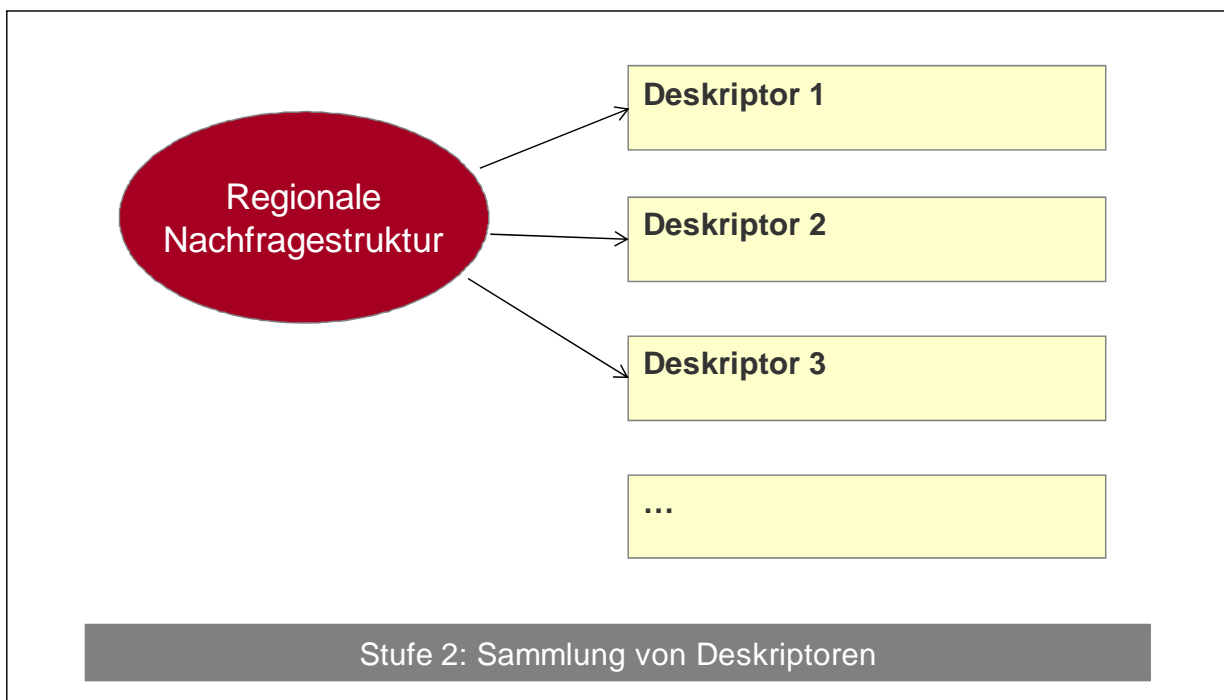 Regionale
Nachfragestruktur
Deskriptor 1
Deskriptor 2
Deskriptor 3
…
Stufe 2: Sammlung von Deskriptoren